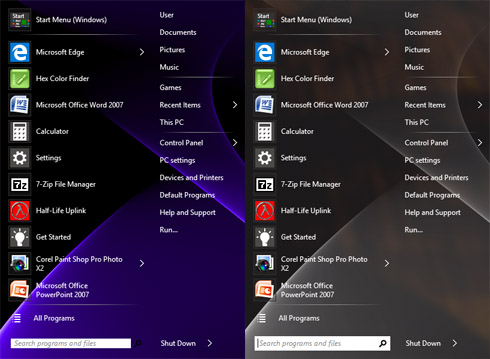 Start Menu (Windows)
Microsoft Edge
Hex Color Finder
Microsoft Office Word 2007
Calculator
Settings
7-Zip File Manager
Half-Life Uplink
Get Started
Corel Paint Shop Pro Photo
X2
Microsoft Office
PowerPoint 2007
All Programs
Search programs and files
User
Documents
Pictures
Music
Games
Recent Items
This PC
Control Panel
PC settings
Devices and Printers
Default Programs
Help and Support
Run...
Shut Down
Start Menu (Windows)
Microsoft Edge
Hex Color Finder
Microsoft Office Word 2007
Calculator
Settings
7-Zip File Manager
Half-Life Uplink
Get Started
Corel Paint Shop Pro Photo
X2
Microsoft Office
PowerPoint 2007
All Programs
Search programs and files
User
Documents
Pictures
Music
Games
Recent Items
This PC
Control Panel
PC settings
Devices and Printers
Default Programs
Help and Support
Run...
Shut Down